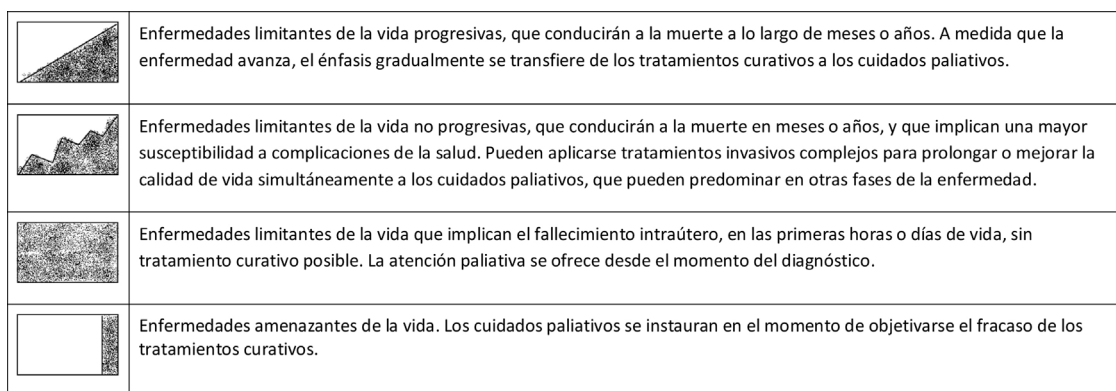 Enfermedades limitantes de la vida progresivas, que conducirán a la muerte a lo largo de meses o años. A medida que la
enfermedad avanza, el énfasis gradualmente se transfiere de los tratamientos curativos a los cuidados paliativos.
Enfermedades limitantes de la vida no progresivas, que conducirán a la muerte en meses o años, y que implican una mayor
susceptibilidad a complicaciones de la salud. Pueden aplicarse tratamientos invasivos complejos para prolongar o mejorar la
calidad de vida simultáneamente a los cuidados paliativos, que pueden predominar en otras fases de la enfermedad.
Enfermedades limitantes de la vida que implican el fallecimiento intraútero, en las primeras horas o días de vida, sin
tratamiento curativo posible. La atención paliativa se ofrece desde el momento del diagnóstico.
Enfermedades amenazantes de la vida. Los cuidados paliativos se instauran en el momento de objetivarse el fracaso de los
tratamientos curativos.